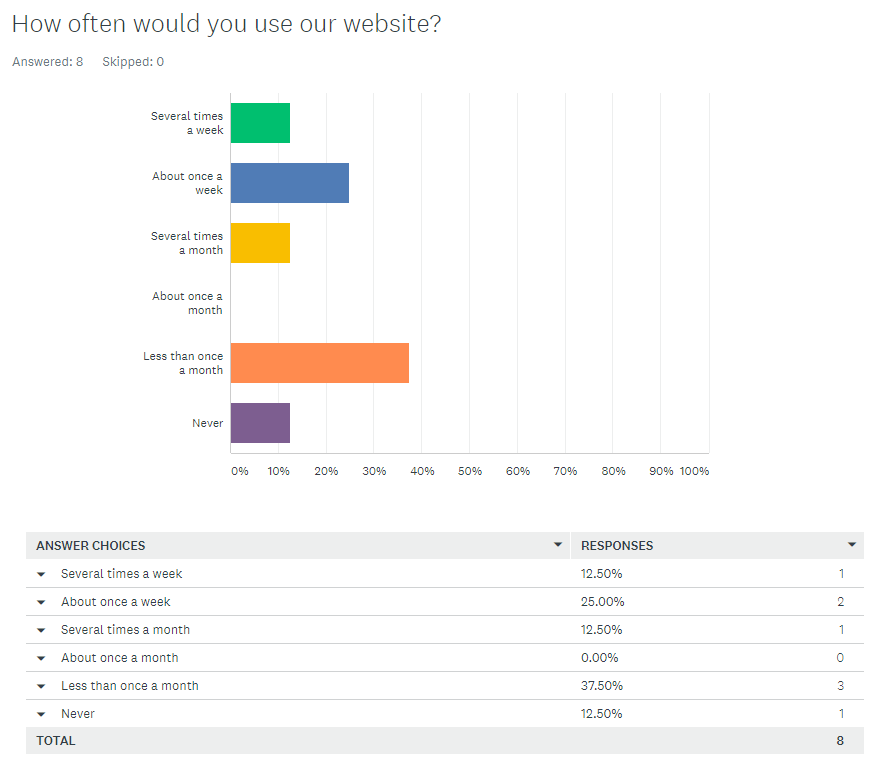 How often would you use our website?
Answered: 8 Skipped: 0
Several times
a week
About once a
week
Several times
a month
About once a
month
Less than once
a month
Never
0% 10% 20% 30% 40% 50% 60% 70% 80% 90% 100%
ANSWER CHOICES RESPONSES
Several times a week 12.50% 1
About once a week 25.00% 2
Several times a month 12.50% 1
About once a month 0.00% 0
Less than once a month 37.50% 3
Never 12.50% 1
TOTAL 8